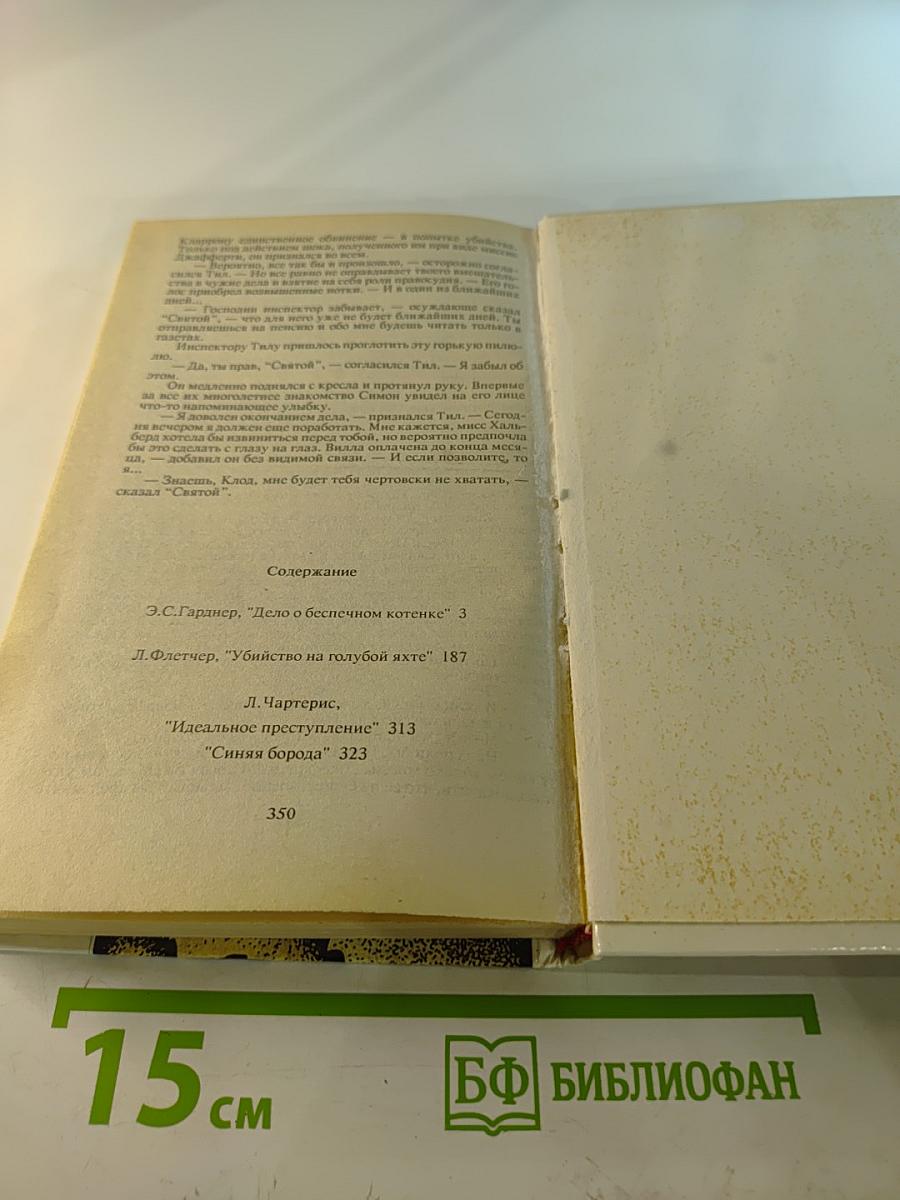 Кларрону единственное обвинение — в попытке убийства.
Только под действием шока, полученного им при виде миссис
Джафферти, он признался во всем.
— Вероятно, все так бы и произошло, — осторожно согла-
сился Тил. — Но все равно не оправдывает твоего вмешатель-
ства в чужие дела и взятие на себя роли правосудия. — Его го-
лос приобрел возвышенные нотки. — И в один из ближайших
дней...
— Господин инспектор забывает, — осуждающе сказал
"Святой", — что для него уже не будет ближайших дней. Ты
отправляешься на пенсию и обо мне будешь читать только в
газетах.
Инспектору Тилу пришлось проглотить эту горькую пилю-
лю.
— Да, ты прав, "Святой", — согласился Тил. — Я забыл об
этом.
Он медленно поднялся с кресла и протянул руку. Впервые
за все их многолетнее знакомство Симон увидел на его лице
что-то напоминающее улыбку.
— Я доволен окончанием дела, — признался Тил. — Сегод-
ня вечером я должен еще поработать. Мне кажется, мисс Халь-
берд хотела бы извиниться перед тобой, но вероятно предпочла
бы это сделать с глазу на глаз. Вилла оплачена до конца меся-
ца, — добавил он без видимой связи. — И если позволите, то
я...
— Знаешь, Клод, мне будет тебя чертовски не хватать, —
сказал "Святой".
Содержание
Э.С.Гарднер, "Дело о беспечном котенке" 3
Л.Флетчер, "Убийство на голубой яхте" 187
Л.Чартерис,
"Идеальное преступление" 313
"Синяя борода" 323
350
15 см
БФ БИБЛИОФАН